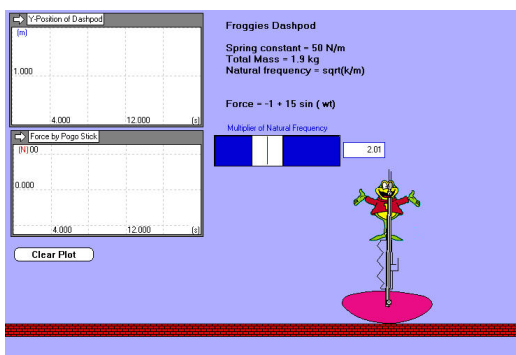 Y-Position of Dashpod
(m)
1.000
4.000 12.000 (s)
Force by Pogo Stick
(N) 00
0.000
4.000 12.000 (s)
Clear Plot
Froggies Dashpod
Spring constant = 50 N/m
Total Mass = 1.9 kg
Natural frequency = sqrt(k/m)
Force = -1 + 15 sin ( wt)
Multiplier of Natural Frequency
2.01